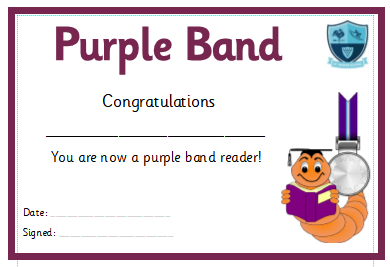 Purple Band
Congratulations
You are now a purple band reader!
Date:
Signed: